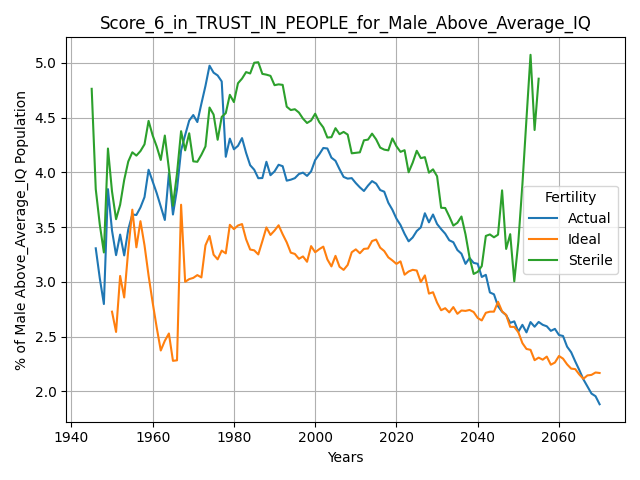 Score_6_in_TRUST_IN_PEOPLE_for_Male_Above_Average_IQ
% of Male Above_Average_IQ Population
5.0
4.5
4.0
3.5
3.0
2.5
2.0
Fertility
Actual
Ideal
Sterile
1940 1960 1980 2000 2020 2040 2060
Years